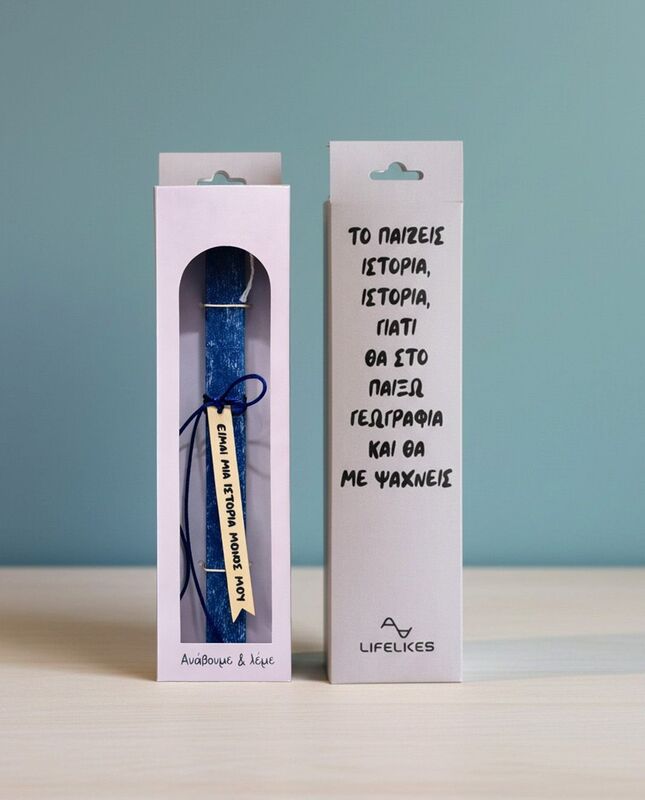 ΕΙΜΑΙ ΜΙΑ ΙΣΤΟΡΙΑ ΜΟΝΟΣ ΜΟΥ
Ανάβουμε & λέμε
ΤΟ ΠΑΙΖΕΙΣ
ΙΣΤΟΡΙΑ,
ΙΣΤΟΡΙΑ,
ΓΙΑΤΙ
ΘΑ ΣΤΟ
ΠΑΙΞΩ
ΓΕΩΓΡΑΦΙΑ
ΚΑΙ ΘΑ
ΜΕ ΨΑΧΝΕΙΣ
LIFELIKES